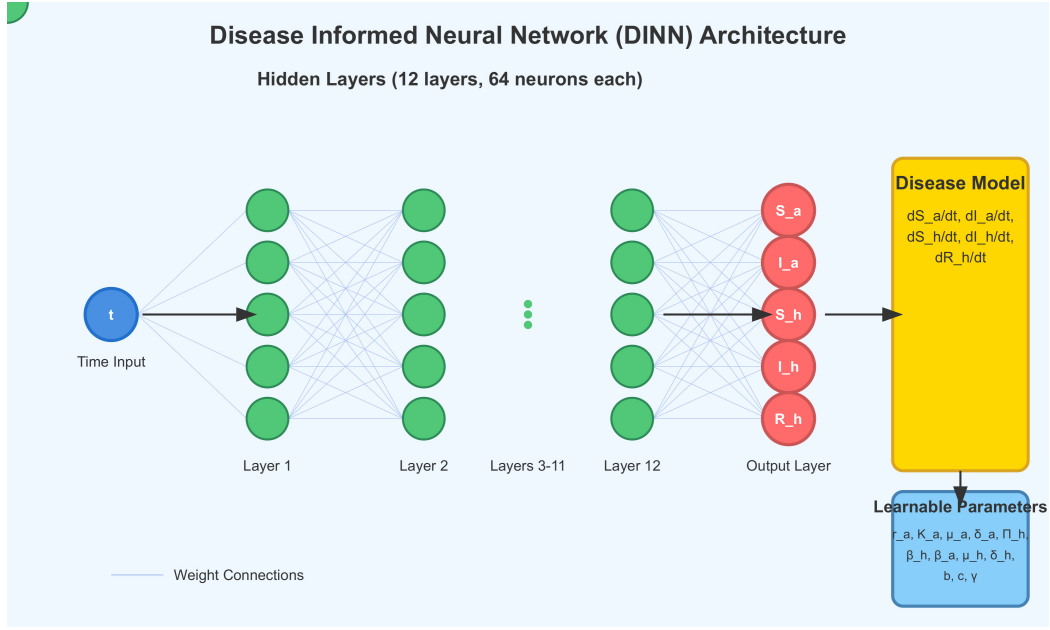 Disease Informed Neural Network (DINN) Architecture
Hidden Layers (12 layers, 64 neurons each)
t
Time Input
Layer 1
Layer 2
Layers 3-11
Layer 12
S_a
I_a
S_h
I_h
R_h
Output Layer
Disease Model
dS_a/dt, dI_a/dt,
dS_h/dt, dI_h/dt,
dR_h/dt
Learnable Parameters
r_a, K_a, μ_a, δ_a, Π_h,
β_h, β_a, μ_h, δ_h,
b, c, γ
Weight Connections